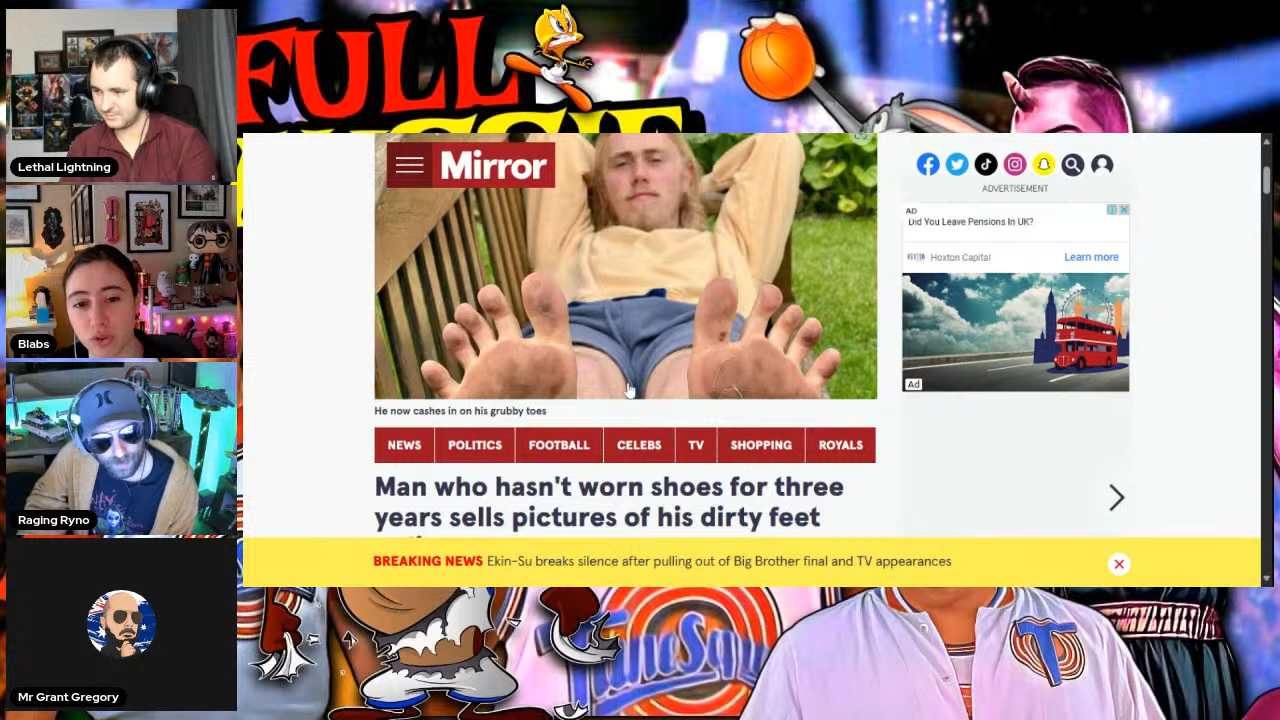 Lethal Lightning
Blabs
Raging Ryno
Mr Grant Gregory
FULL
Mirror
He now cashes in on his grubby toes
NEWS POLITICS FOOTBALL CELEBS TV SHOPPING ROYALS
Man who hasn't worn shoes for three
years sells pictures of his dirty feet
BREAKING NEWS Ekin-Su breaks silence after pulling out of Big Brother final and TV appearances
ADVERTISEMENT
AD
Did You Leave Pensions In UK?
HOXTON Hoxton Capital Learn more
Ad
T